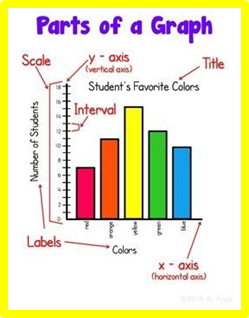 Parts of a Graph
Scale
y - axis
(vertical axis)
Title
Student's Favorite Colors
Interval
Number of Students
18
16
14
12
10
8
6
4
2
0
red
orange
yellow
green
blue
Labels
Colors
x - axis
(horizontal axis)